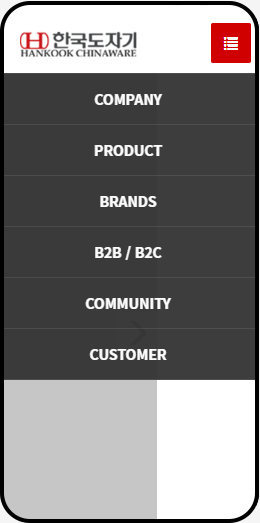 한국도자기
HANKOOK CHINAWARE
COMPANY
PRODUCT
BRANDS
B2B / B2C
COMMUNITY
CUSTOMER